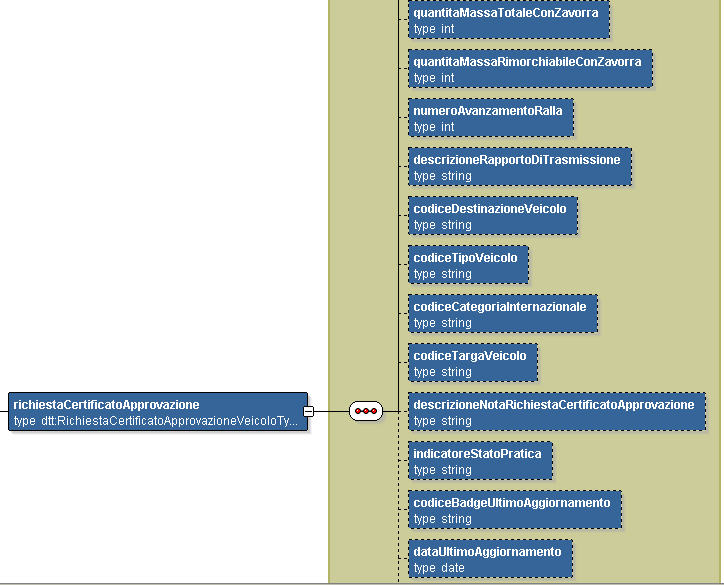 quantitaMassaTotaleConZavorra
type int
quantitaMassaRimorchiabileConZavorra
type int
numeroAvanzamentoRalla
type int
descrizioneRapportoDiTrasmissione
type string
codiceDestinazioneVeicolo
type string
codiceTipoVeicolo
type string
codiceCategoriaInternazionale
type string
codiceTargaVeicolo
type string
richiestaCertificatoApprovazione
type dtt:RichiestaCertificatoApprovazioneVeicoloTy...
descrizioneNotaRichiestaCertificatoApprovazione
type string
indicatoreStatoPratica
type string
codiceBadgeUltimoAggiornamento
type string
dataUltimoAggiornamento
type date